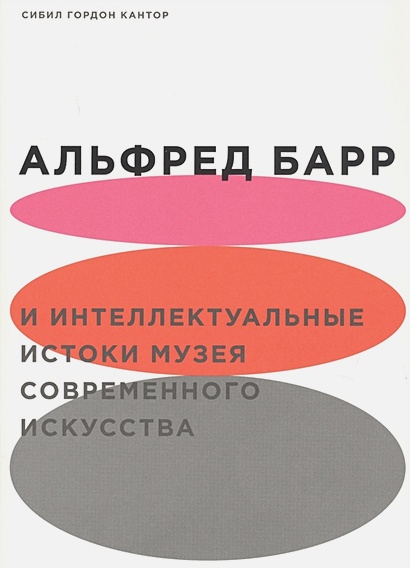 СИБИЛ ГОРДОН КАНТОР
АЛЬФРЕД БАРР
И ИНТЕЛЛЕКТУАЛЬНЫЕ
ИСТОКИ МУЗЕЯ
СОВРЕМЕННОГО
ИСКУССТВА